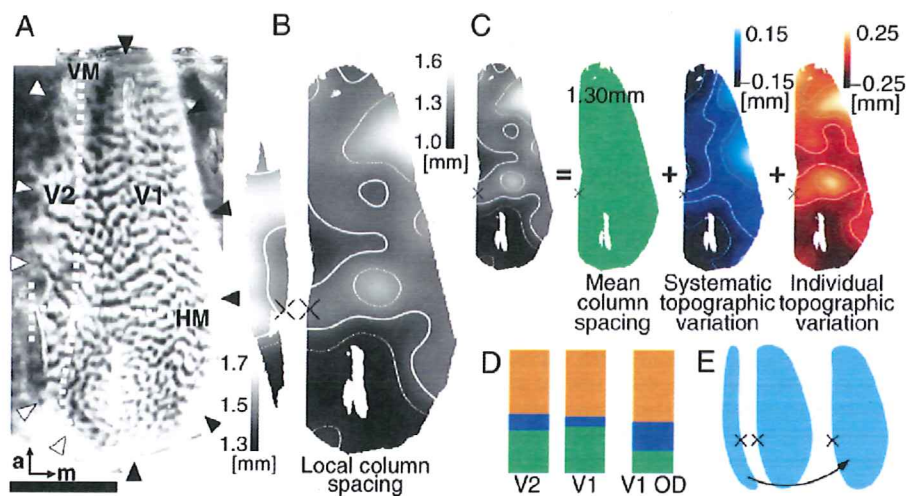 A
VM
V2
V1
HM
a
m
1.7
1.5
1.3
[mm]
B
1.6
1.3
1.0
[mm]
Local column
spacing
C
0.15
-0.15
[mm]
0.25
-0.25
[mm]
1.30mm
=
+
+
Mean
column
spacing
Systematic
topographic
variation
Individual
topographic
variation
D
V2
V1
V1 OD
E